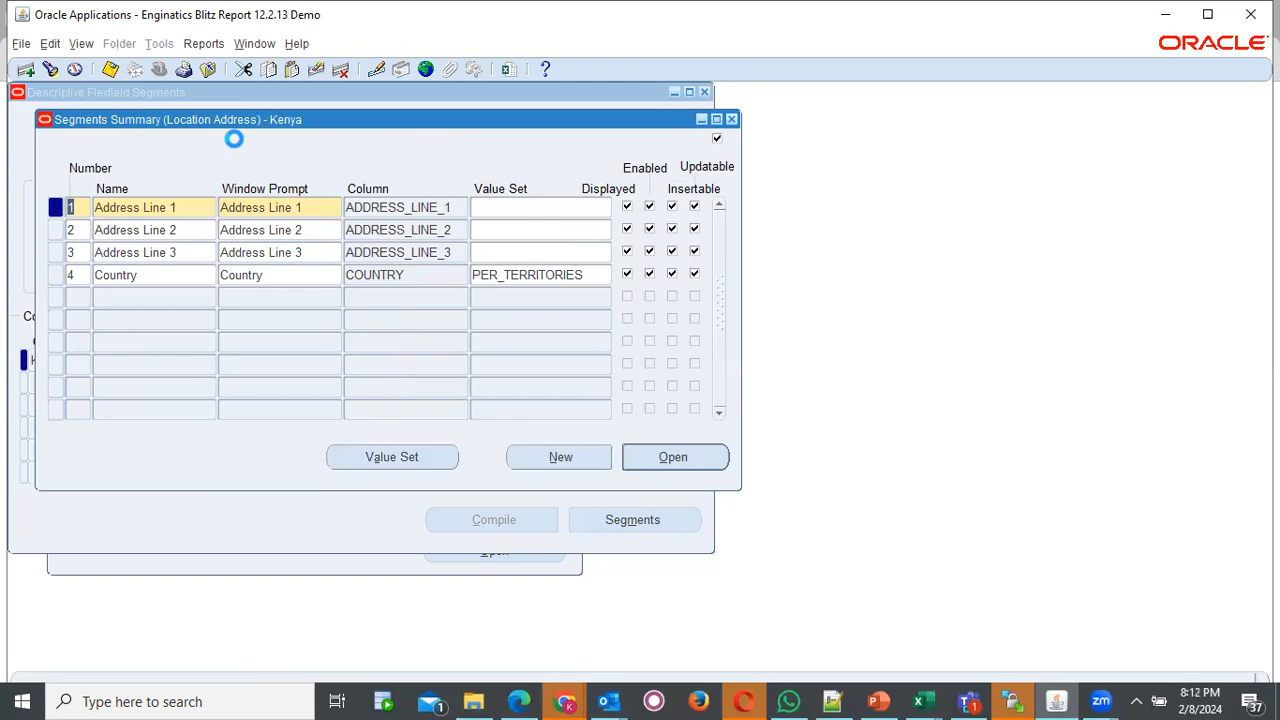 Oracle Applications - Enginatics Blitz Report 12.2.13 Demo
File Edit View Folder Tools Reports Window Help
ORACLE
Descriptive Flexfield Segments
Segments Summary (Location Address) - Kenya
Number Enabled Updatable
Name Window Prompt Column Value Set Displayed Insertable
1 Address Line 1 Address Line 1 ADDRESS_LINE_1
2 Address Line 2 Address Line 2 ADDRESS_LINE_2
3 Address Line 3 Address Line 3 ADDRESS_LINE_3
4 Country Country COUNTRY PER_TERRITORIES
Value Set New Open
Compile Segments
Type here to search
8:12 PM
2/8/2024
1
1
37